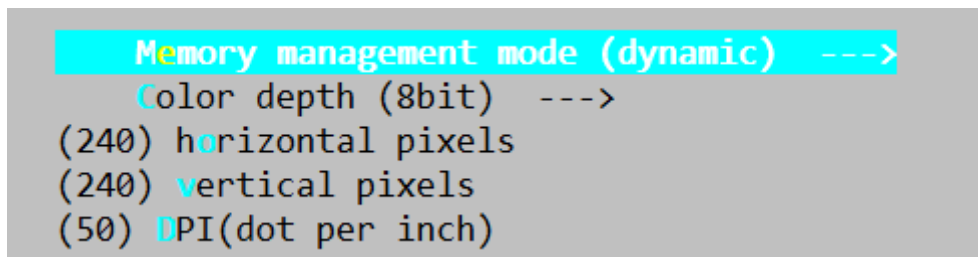 Memory management mode (dynamic)  --->
Color depth (8bit)  --->
(240) horizontal pixels
(240) vertical pixels
(50) DPI(dot per inch)